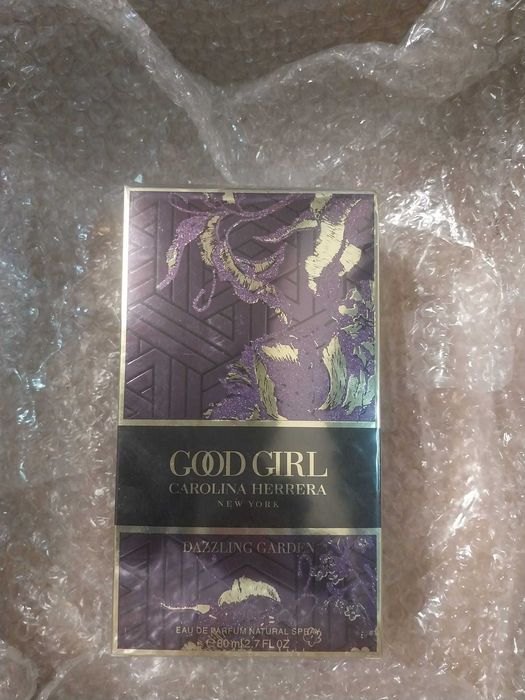 GOOD GIRL
CAROLINA HERRERA
NEW YORK
DAZZLING GARDEN
EAU DE PARFUM NATURAL SPRAY
℮ 80 ml 2.7 FL OZ